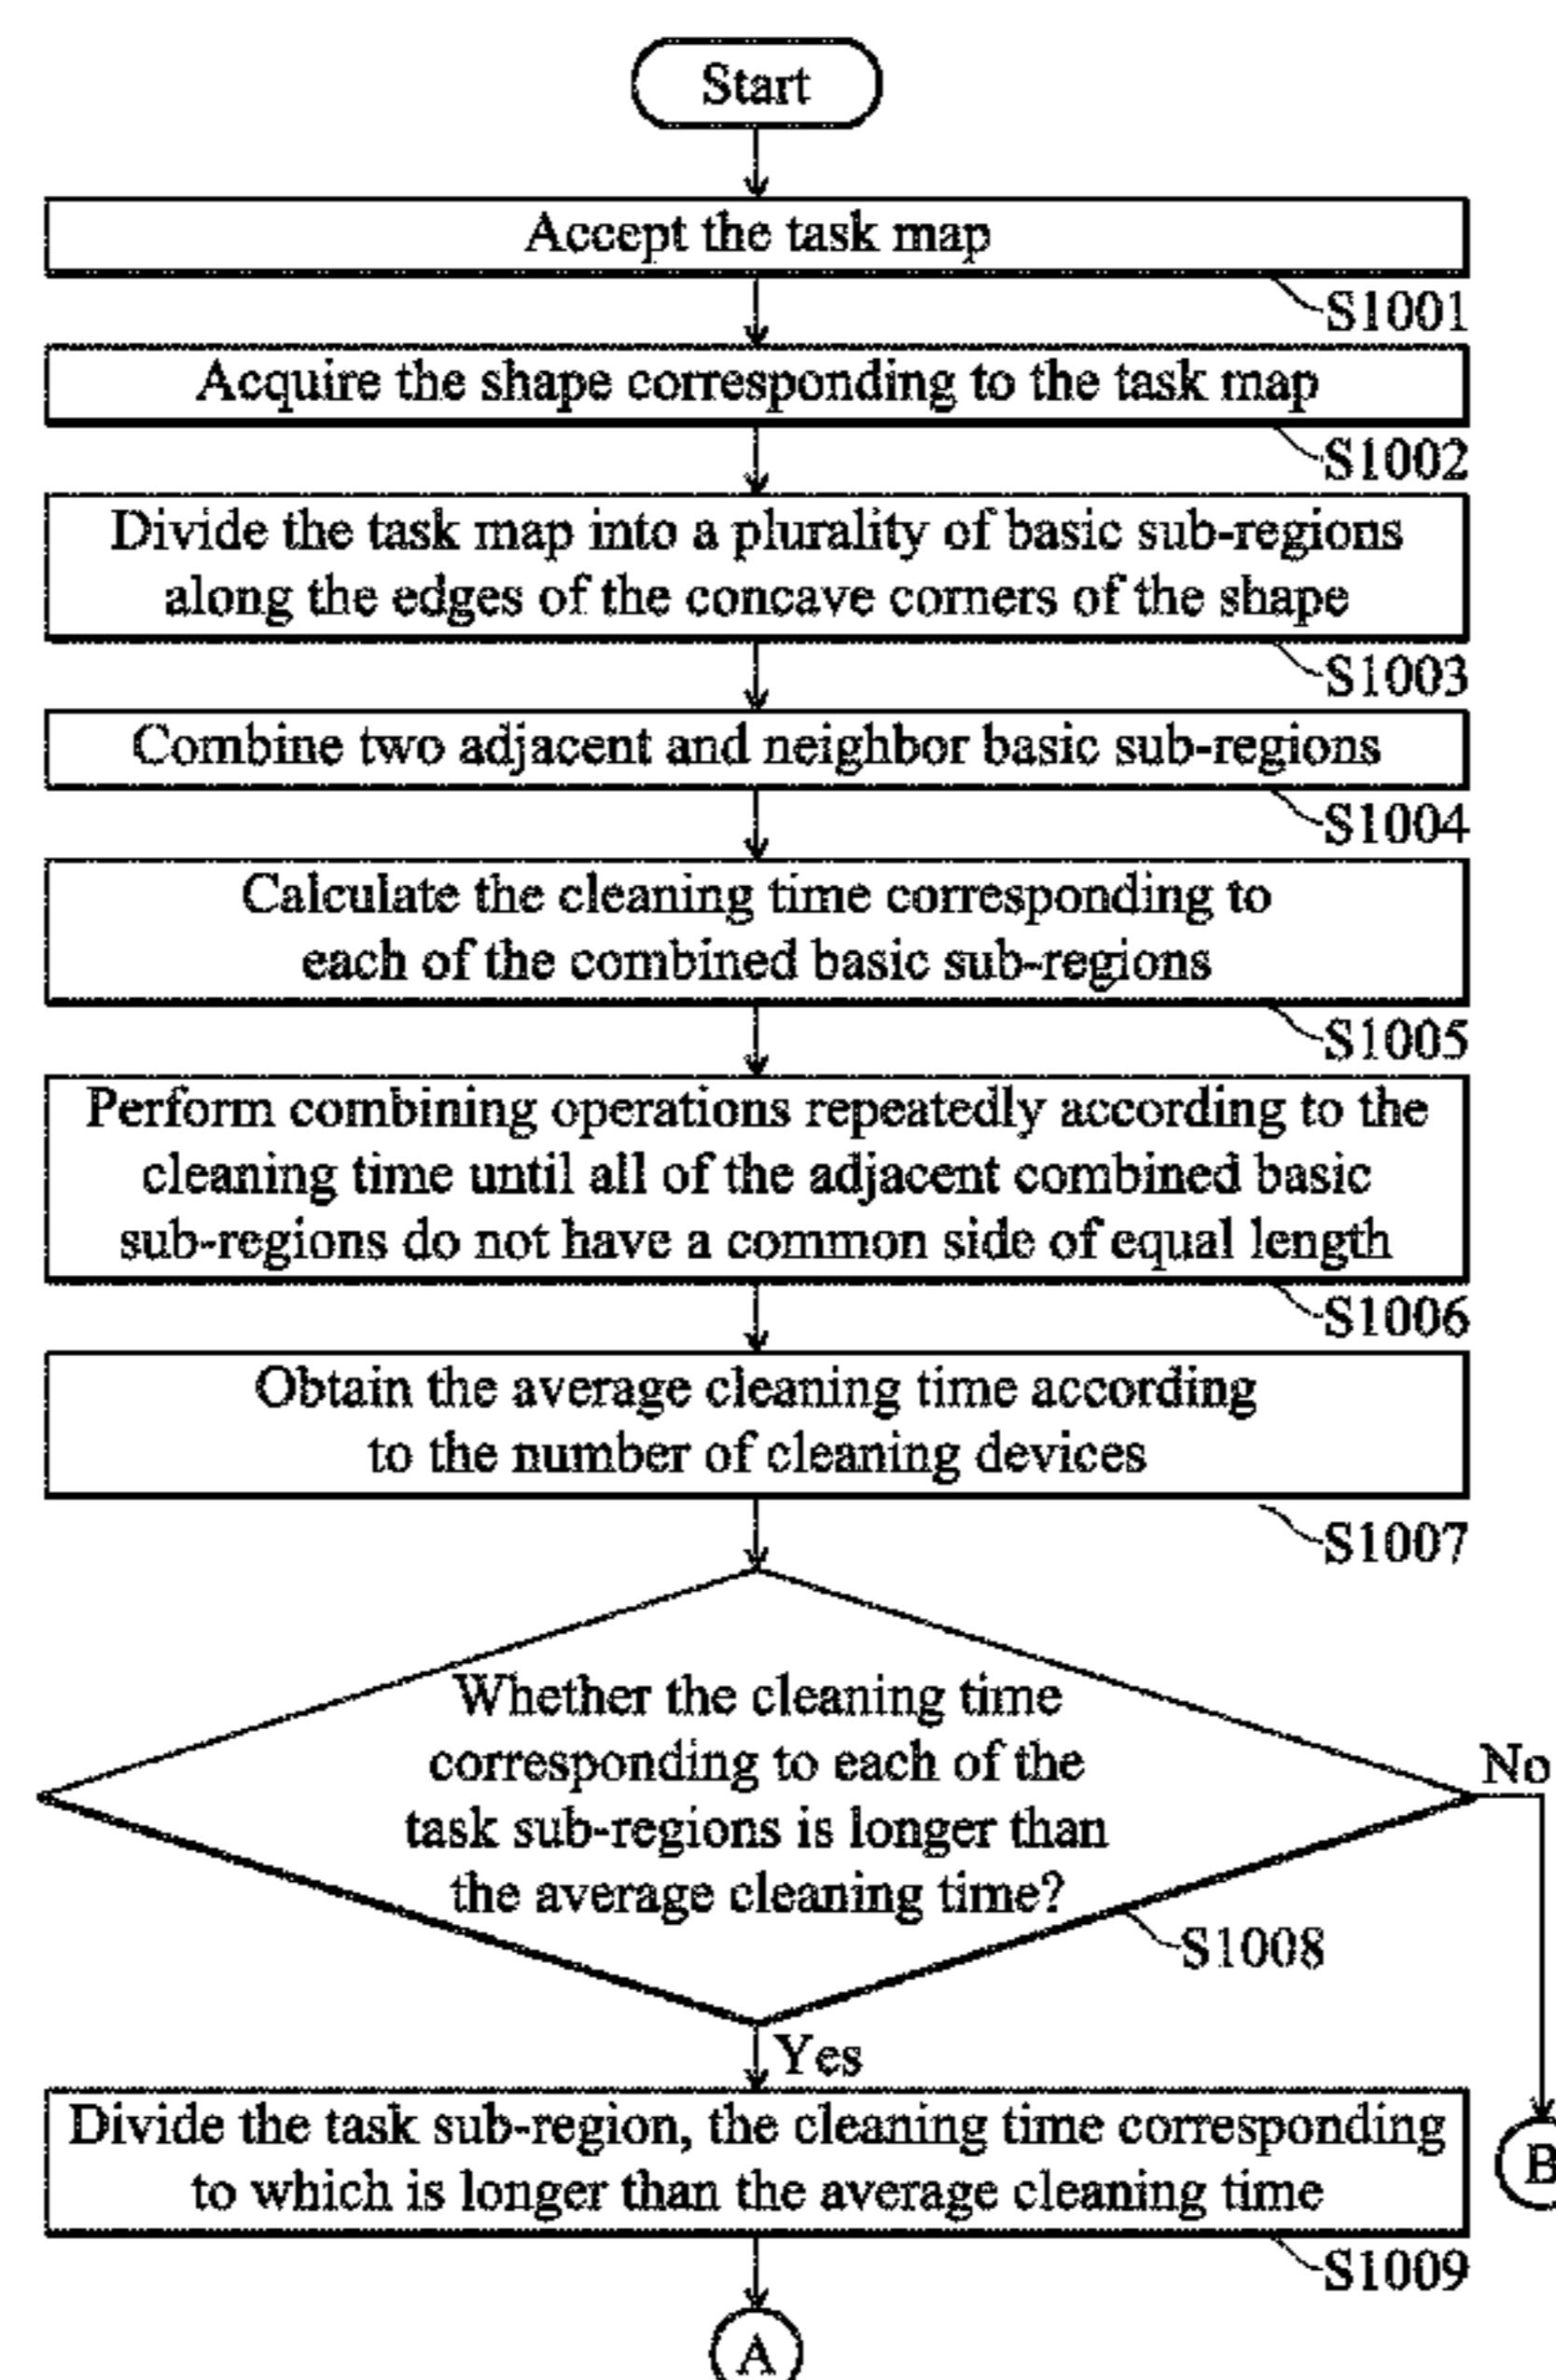 Start
Accept the task map
S1001
Acquire the shape corresponding to the task map
S1002
Divide the task map into a plurality of basic sub-regions
along the edges of the concave corners of the shape
S1003
Combine two adjacent and neighbor basic sub-regions
S1004
Calculate the cleaning time corresponding to
each of the combined basic sub-regions
S1005
Perform combining operations repeatedly according to the
cleaning time until all of the adjacent combined basic
sub-regions do not have a common side of equal length
S1006
Obtain the average cleaning time according
to the number of cleaning devices
S1007
Whether the cleaning time
corresponding to each of the
task sub-regions is longer than
the average cleaning time?
No
S1008
Yes
Divide the task sub-region, the cleaning time corresponding
to which is longer than the average cleaning time
B
S1009
A